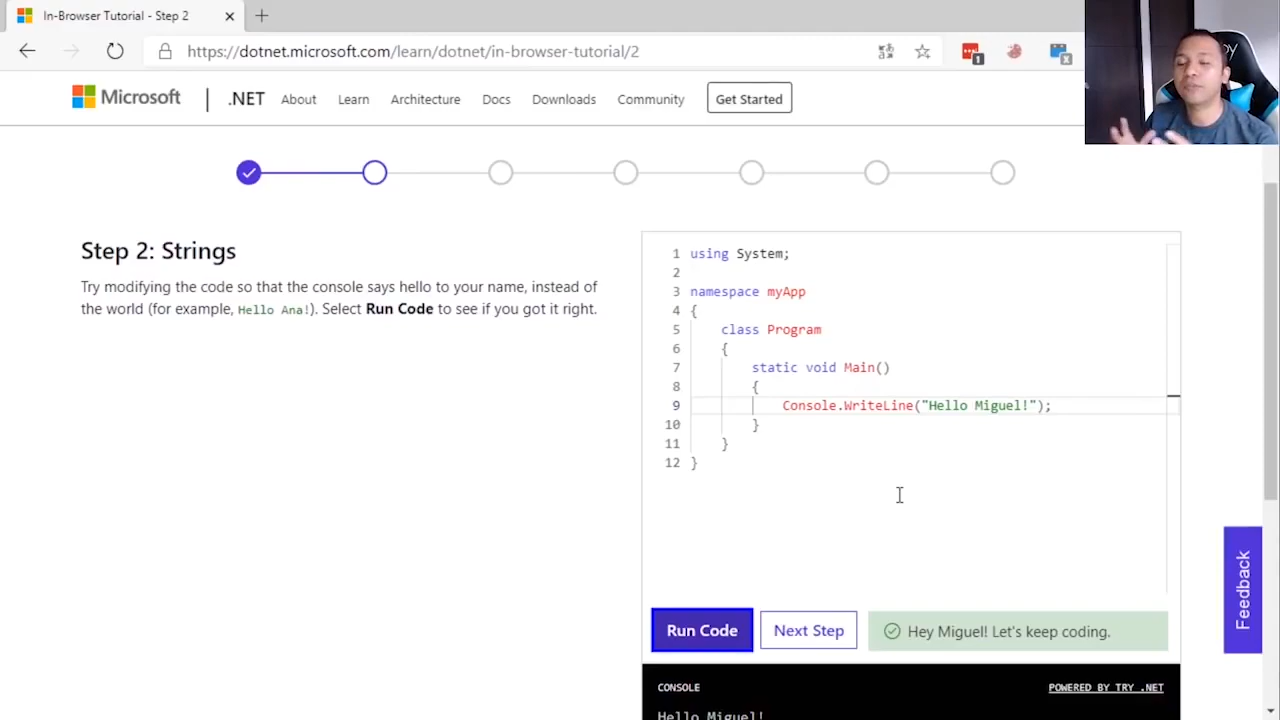 In-Browser Tutorial - Step 2
https://dotnet.microsoft.com/learn/dotnet/in-browser-tutorial/2
1
x
Microsoft | .NET About Learn Architecture Docs Downloads Community Get Started
Step 2: Strings
Try modifying the code so that the console says hello to your name, instead of
the world (for example, Hello Ana!). Select Run Code to see if you got it right.
1 using System;
2
3 namespace myApp
4 {
5 class Program
6 {
7 static void Main()
8 {
9 Console.WriteLine("Hello Miguel!");
10 }
11 }
12 }
Run Code Next Step Hey Miguel! Let's keep coding.
Feedback
CONSOLE POWERED BY TRY .NET
Hello Miguel!